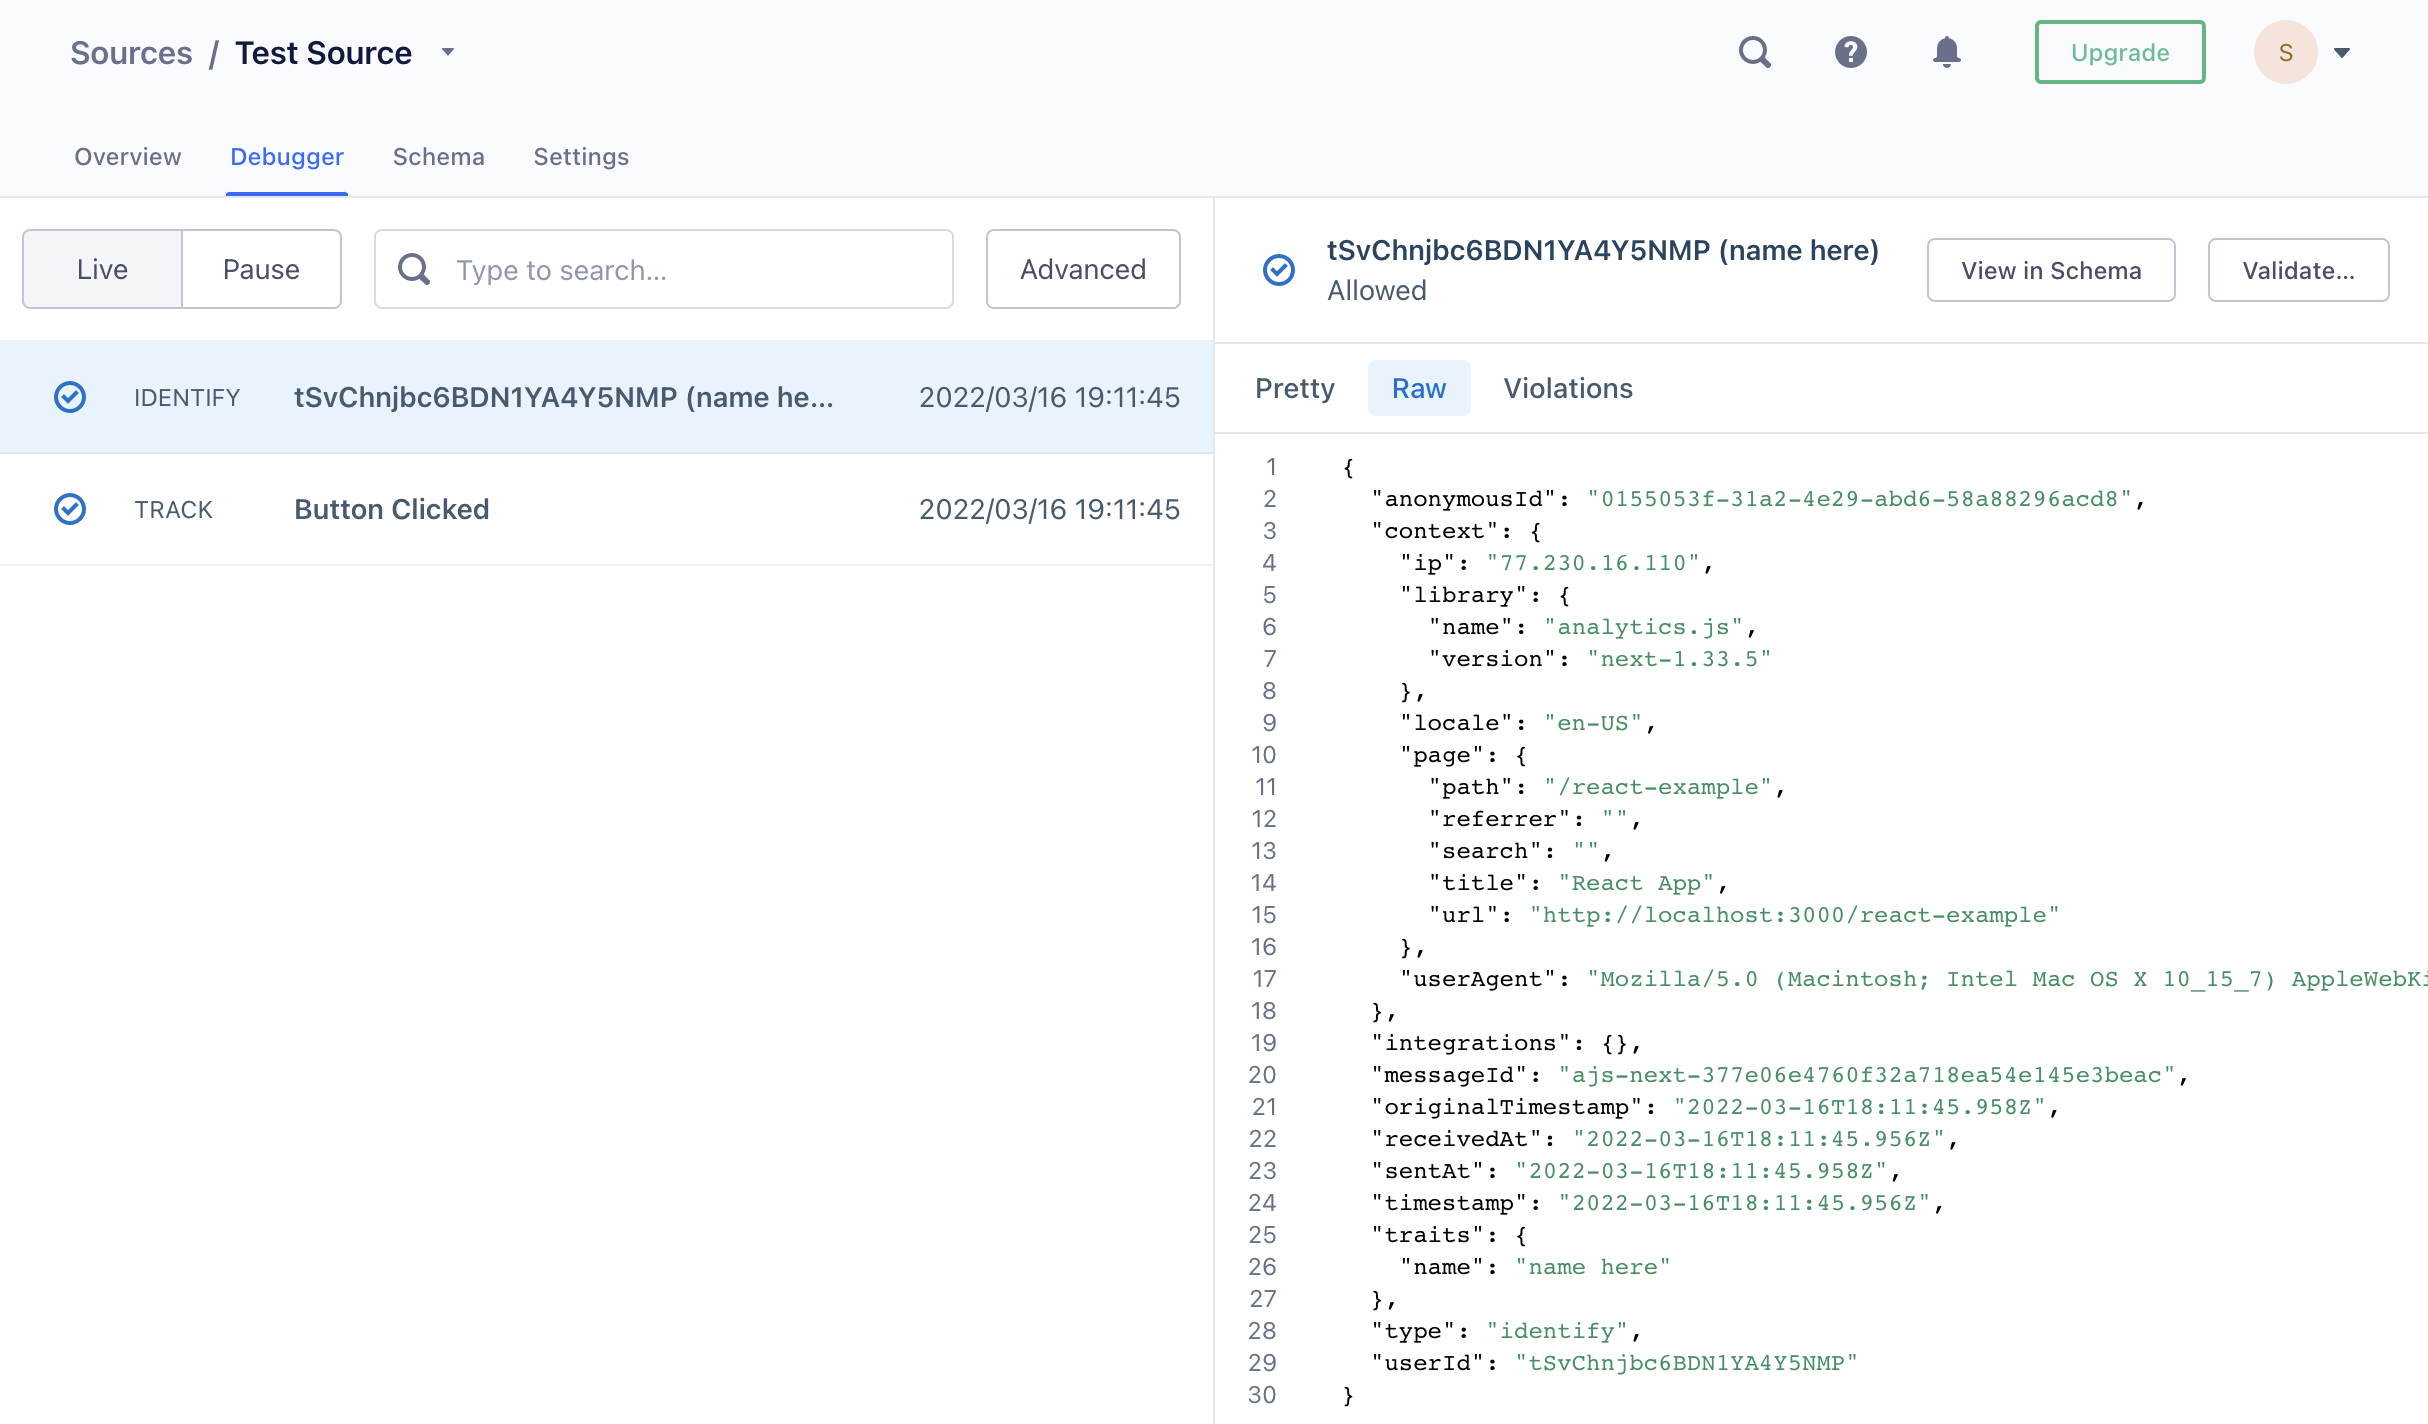 Sources / Test Source
Upgrade
S
Overview Debugger Schema Settings
Live Pause Type to search... Advanced
IDENTIFY tSvChnjbc6BDN1YA4Y5NMP (name he... 2022/03/16 19:11:45
TRACK Button Clicked 2022/03/16 19:11:45
tSvChnjbc6BDN1YA4Y5NMP (name here)
Allowed
View in Schema Validate...
Pretty Raw Violations
1 {
2 "anonymousId": "0155053f-31a2-4e29-abd6-58a88296acd8",
3 "context": {
4 "ip": "77.230.16.110",
5 "library": {
6 "name": "analytics.js",
7 "version": "next-1.33.5"
8 },
9 "locale": "en-US",
10 "page": {
11 "path": "/react-example",
12 "referrer": "",
13 "search": "",
14 "title": "React App",
15 "url": "http://localhost:3000/react-example"
16 },
17 "userAgent": "Mozilla/5.0 (Macintosh; Intel Mac OS X 10_15_7) AppleWebKi
18 },
19 "integrations": {},
20 "messageId": "ajs-next-377e06e4760f32a718ea54e145e3beac",
21 "originalTimestamp": "2022-03-16T18:11:45.958Z",
22 "receivedAt": "2022-03-16T18:11:45.956Z",
23 "sentAt": "2022-03-16T18:11:45.958Z",
24 "timestamp": "2022-03-16T18:11:45.956Z",
25 "traits": {
26 "name": "name here"
27 },
28 "type": "identify",
29 "userId": "tSvChnjbc6BDN1YA4Y5NMP"
30 }